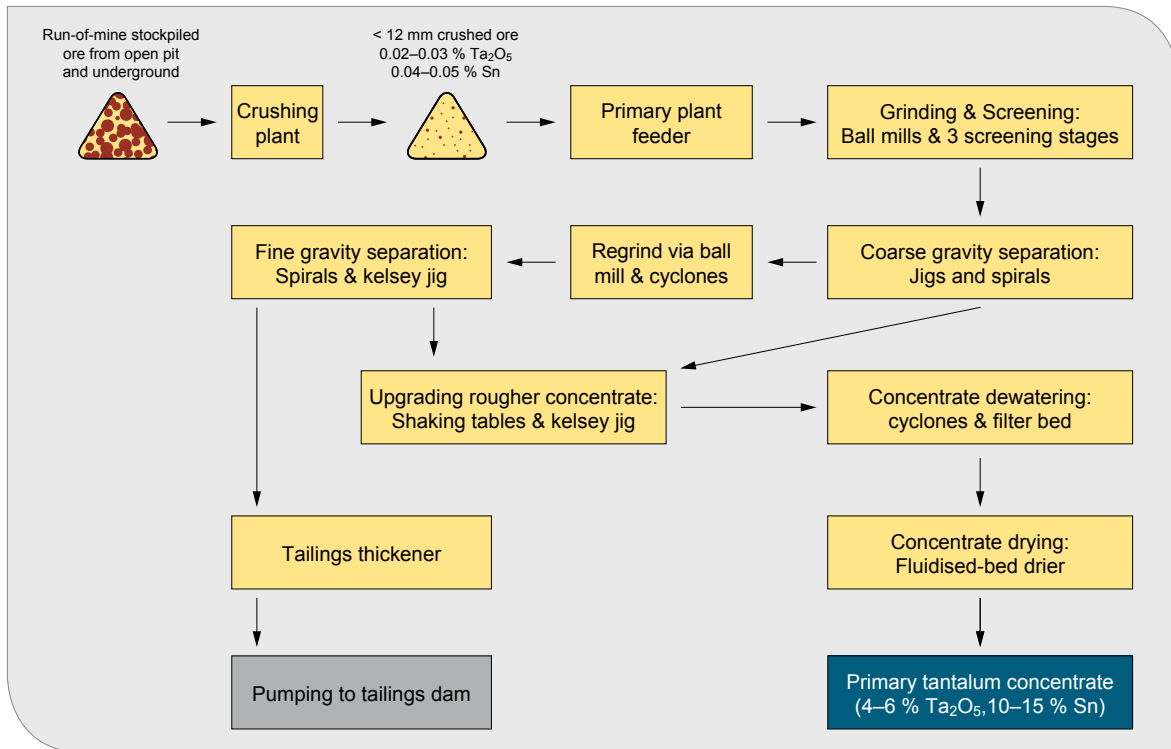 Run-of-mine stockpiled
ore from open pit
and underground
< 12 mm crushed ore
0.02–0.03 % Ta₂O₅
0.04–0.05 % Sn
Crushing
plant
Primary plant
feeder
Grinding & Screening:
Ball mills & 3 screening stages
Fine gravity separation:
Spirals & kelsey jig
Regrind via ball
mill & cyclones
Coarse gravity separation:
Jigs and spirals
Upgrading rougher concentrate:
Shaking tables & kelsey jig
Concentrate dewatering:
cyclones & filter bed
Tailings thickener
Concentrate drying:
Fluidised-bed drier
Pumping to tailings dam
Primary tantalum concentrate
(4–6 % Ta₂O₅,10–15 % Sn)